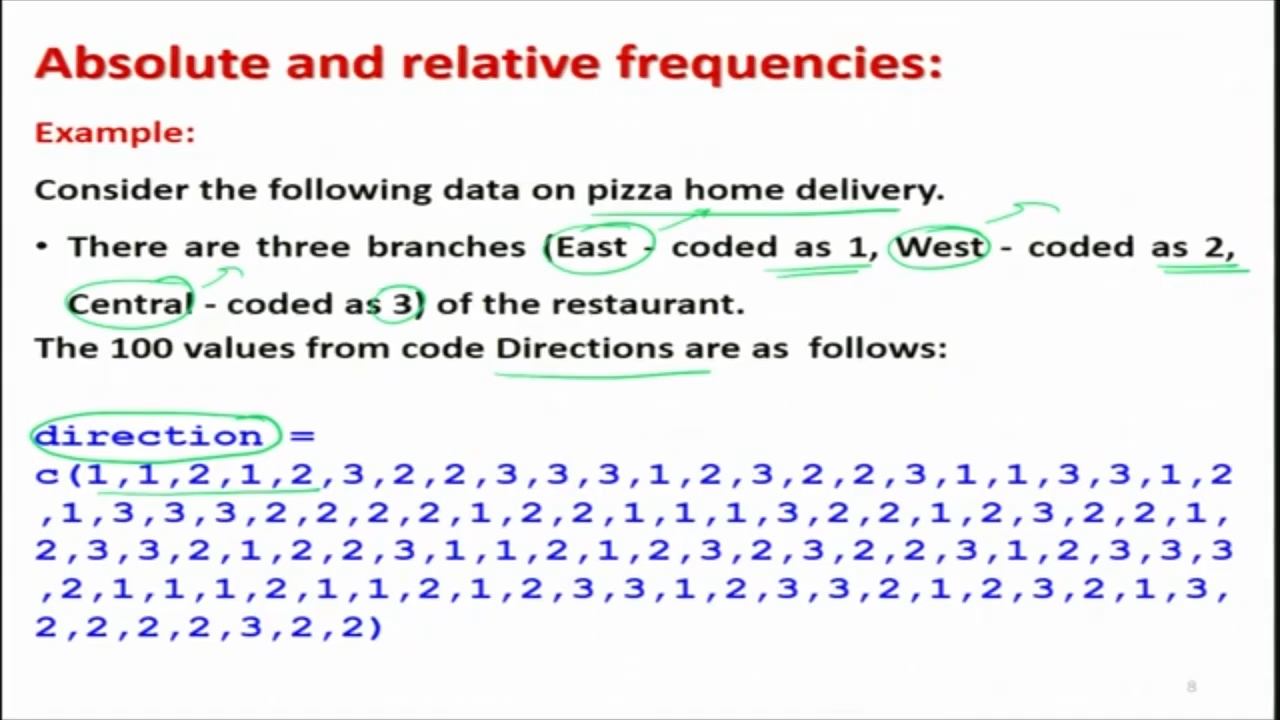 Absolute and relative frequencies:
Example:
Consider the following data on pizza home delivery.
• There are three branches (East - coded as 1, West - coded as 2,
Central - coded as 3) of the restaurant.
The 100 values from code Directions are as follows:
direction =
c(1,1,2,1,2,3,2,2,3,3,3,1,2,3,2,2,3,1,1,3,3,1,2
,1,3,3,3,2,2,2,2,1,2,2,1,1,1,3,2,2,1,2,3,2,2,1,
2,3,3,2,1,2,2,3,1,1,2,1,2,3,2,3,2,2,3,1,2,3,3,3
,2,1,1,1,2,1,1,2,1,2,3,3,1,2,3,3,2,1,2,3,2,1,3,
2,2,2,2,3,2,2)
8